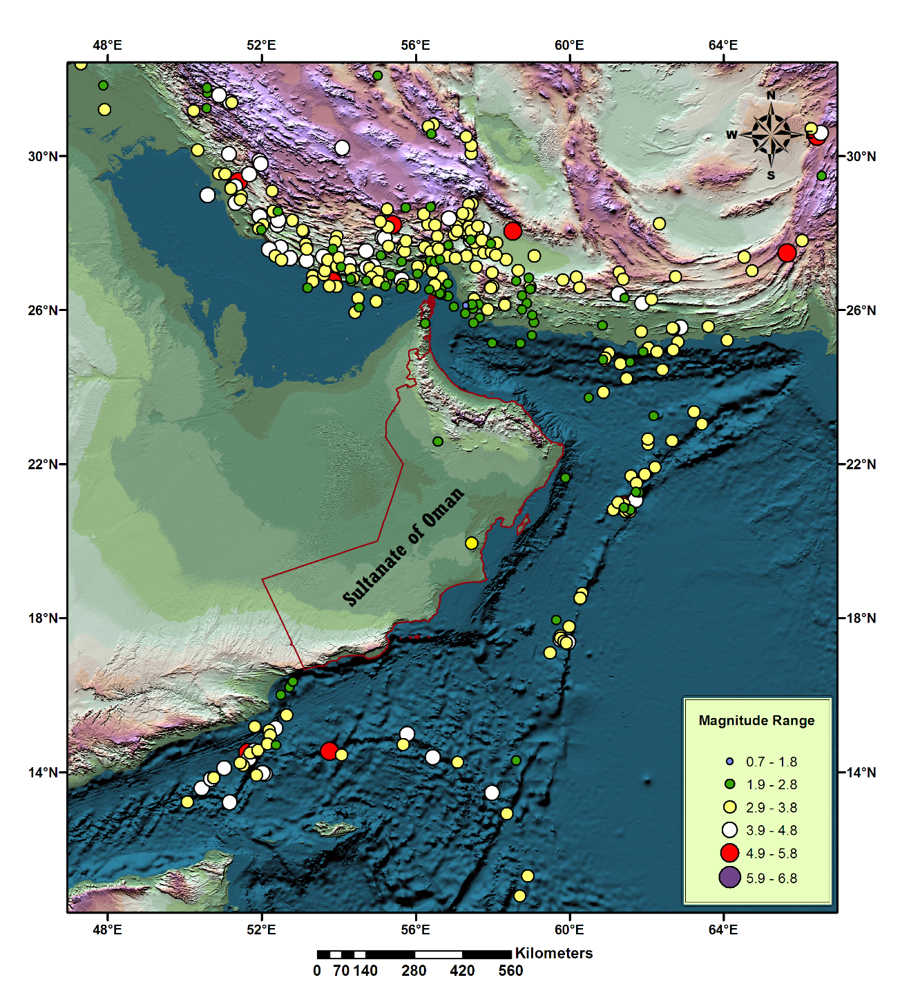 48°E 52°E 56°E 60°E 64°E
N
W E
S
30°N 30°N
26°N 26°N
22°N 22°N
Sultanate of Oman
18°N 18°N
14°N 14°N
Magnitude Range
0.7 - 1.8
1.9 - 2.8
2.9 - 3.8
3.9 - 4.8
4.9 - 5.8
5.9 - 6.8
48°E 52°E 56°E 60°E 64°E
Kilometers
0 70 140 280 420 560